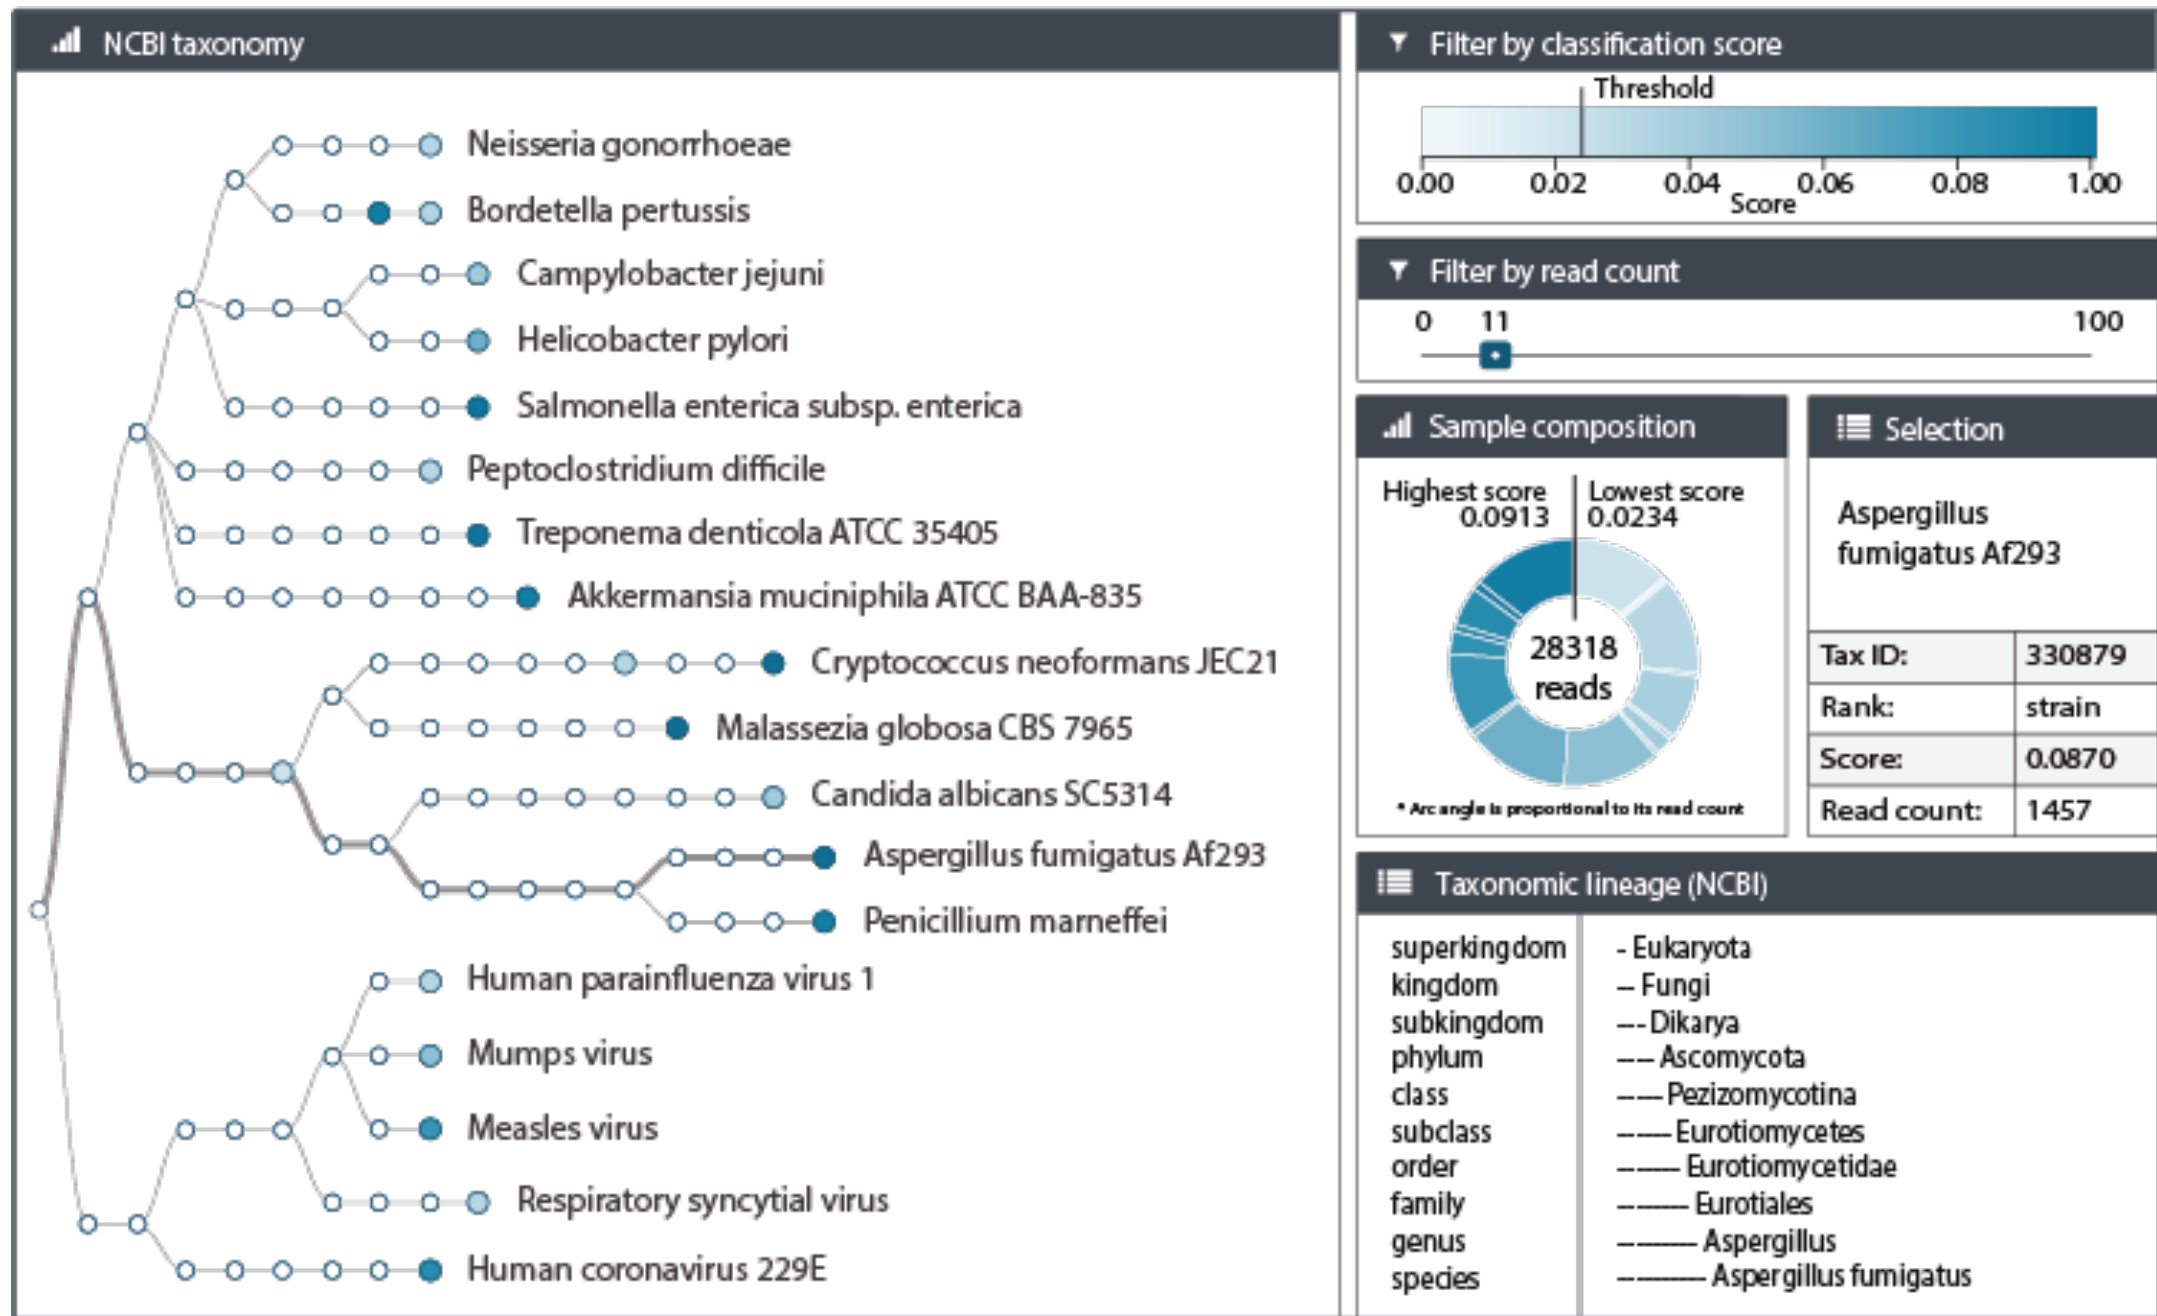 NCBI taxonomy
Neisseria gonorrhoeae
Bordetella pertussis
Campylobacter jejuni
Helicobacter pylori
Salmonella enterica subsp. enterica
Peptoclostridium difficile
Treponema denticola ATCC 35405
Akkermansia muciniphila ATCC BAA-835
Cryptococcus neoformans JEC21
Malassezia globosa CBS 7965
Candida albicans SC5314
Aspergillus fumigatus Af293
Penicillium marneffei
Human parainfluenza virus 1
Mumps virus
Measles virus
Respiratory syncytial virus
Human coronavirus 229E
Filter by classification score
Threshold
0.00 0.02 0.04 0.06 0.08 1.00
Score
Filter by read count
0 11 100
Sample composition
Highest score Lowest score
0.0913 0.0234
28318
reads
* Arc angle is proportional to its read count
Selection
Aspergillus
fumigatus Af293
Tax ID: 330879
Rank: strain
Score: 0.0870
Read count: 1457
Taxonomic lineage (NCBI)
superkingdom - Eukaryota
kingdom -- Fungi
subkingdom --- Dikarya
phylum ---- Ascomycota
class ----- Pezizomycotina
subclass ------ Eurotiomycetes
order ------- Eurotiomycetidae
family -------- Eurotiales
genus --------- Aspergillus
species ---------- Aspergillus fumigatus